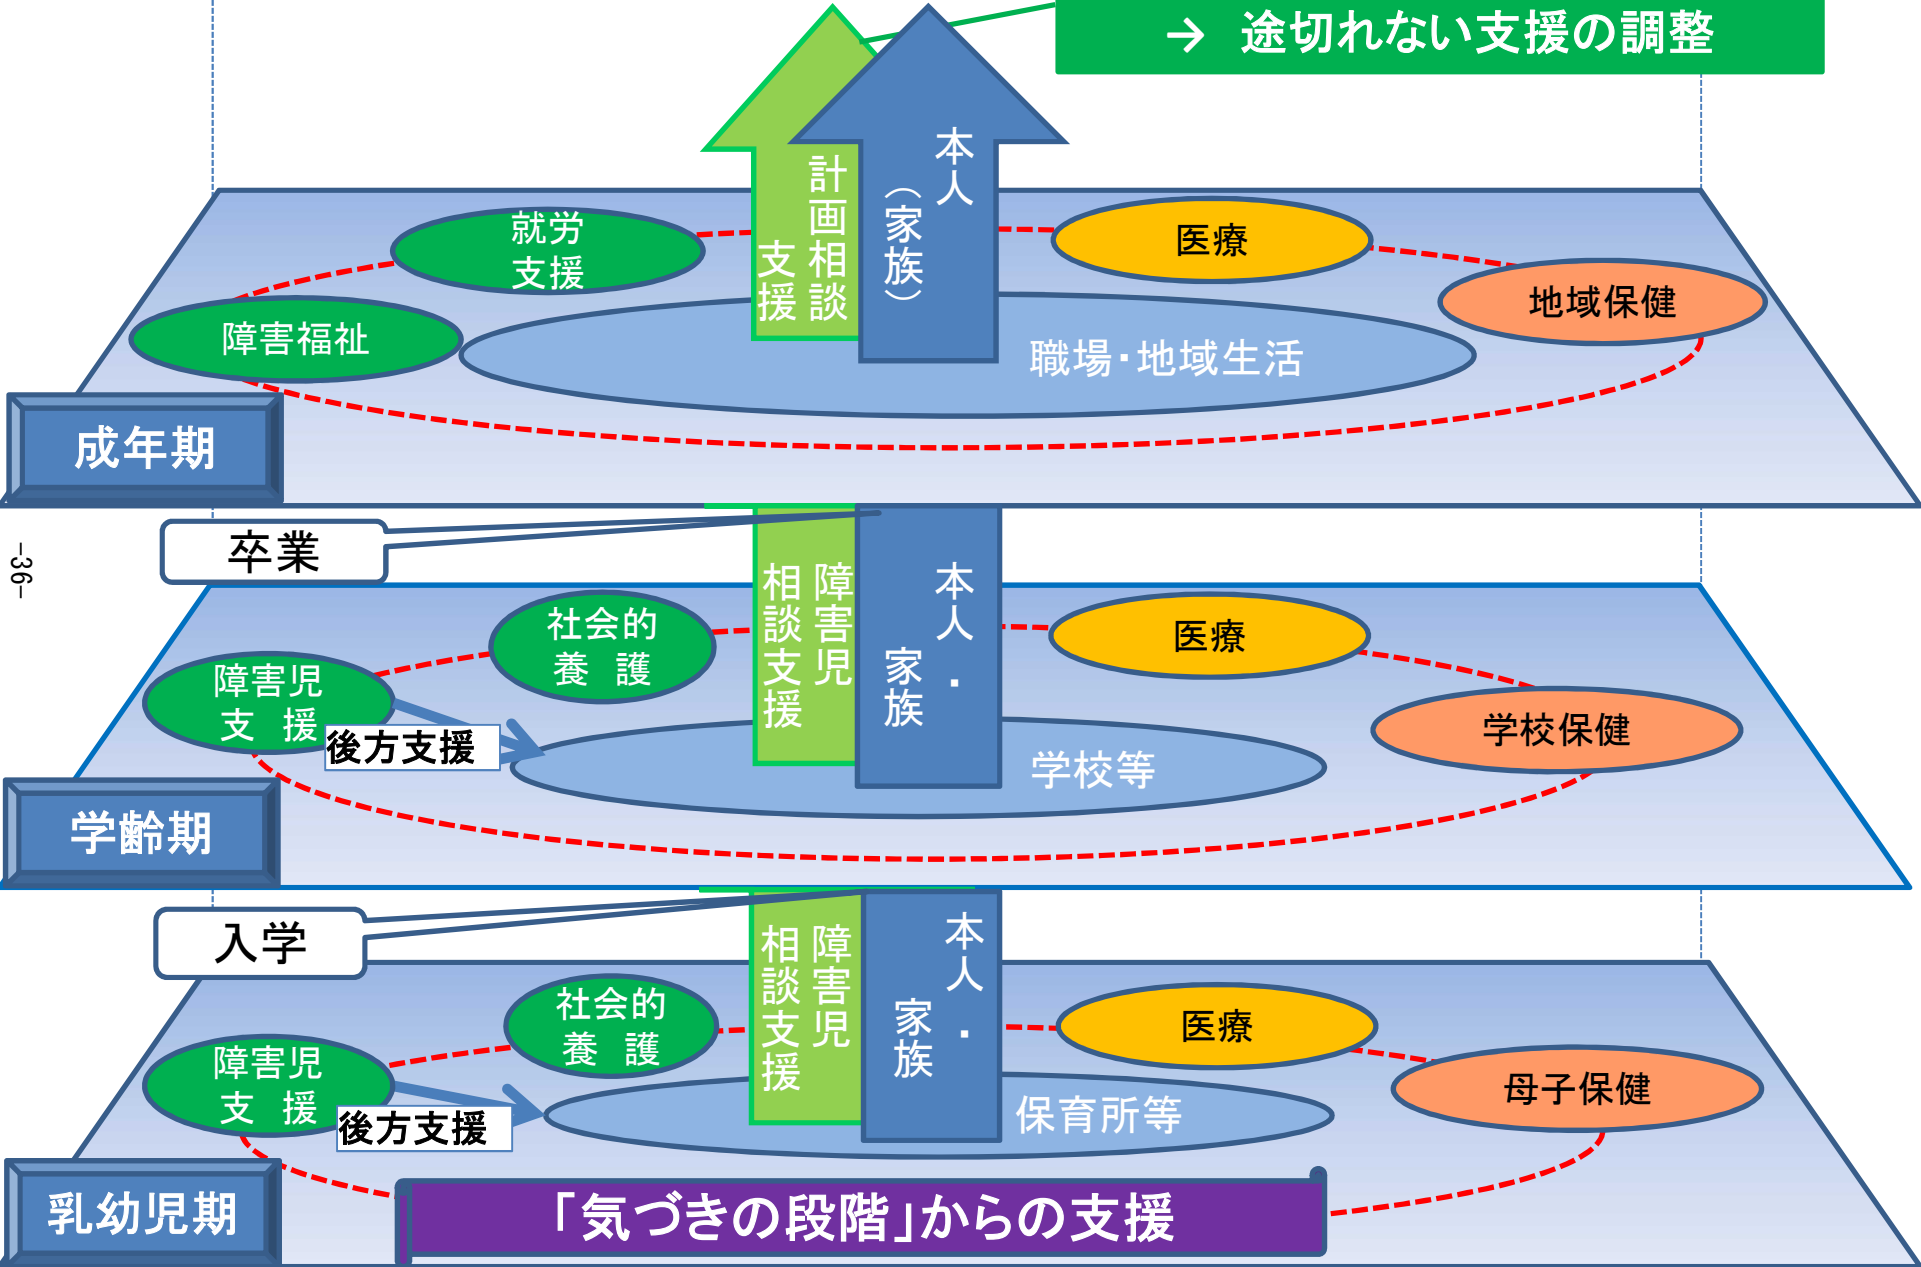 → 途切れない支援の調整
本人
（家族）
計画相談
支援
就労
支援
医療
地域保健
障害福祉
職場・地域生活
成年期
卒業
−36−
本人・
家族
障害児
相談支援
社会的
養 護
医療
障害児
支 援
後方支援
学校保健
学校等
学齢期
入学
本人・
家族
障害児
相談支援
社会的
養 護
医療
障害児
支 援
後方支援
母子保健
保育所等
乳幼児期
「気づきの段階」からの支援